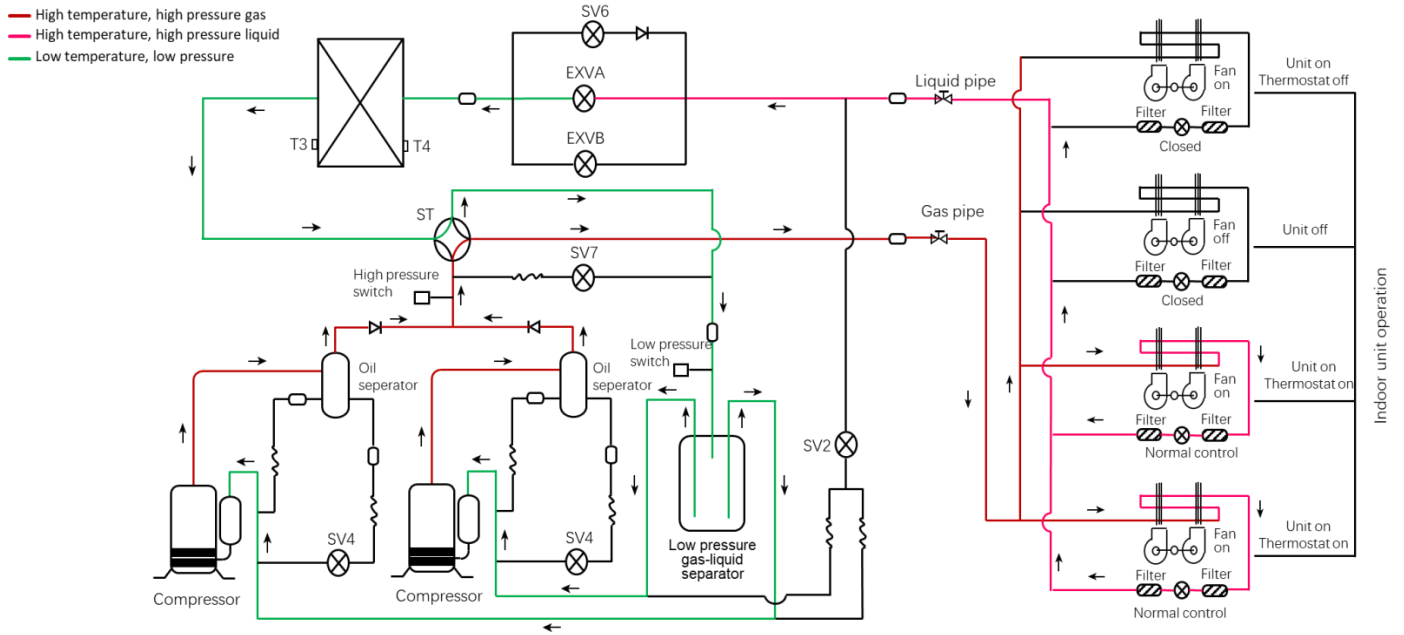 High temperature, high pressure gas
High temperature, high pressure liquid
Low temperature, low pressure
SV6
EXVA
EXVB
T3
T4
Liquid pipe
Gas pipe
ST
SV7
High pressure
switch
Low pressure
switch
Oil
seperator
Oil
seperator
SV2
SV4
SV4
Low pressure
gas-liquid
separator
Compressor
Compressor
Fan
on
Filter
Filter
Closed
Unit on
Thermostat off
Fan
off
Filter
Filter
Closed
Unit off
Fan
on
Filter
Filter
Normal control
Unit on
Thermostat on
Fan
on
Filter
Filter
Normal control
Unit on
Thermostat on
Indoor unit operation